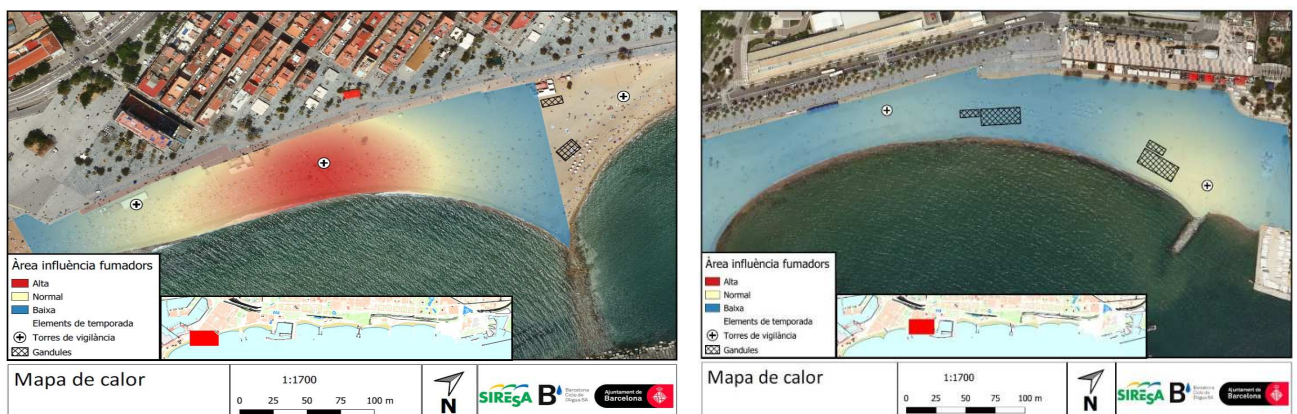 Àrea influència fumadors
Alta
Normal
Baixa
Elements de temporada
Torres de vigilància
Gandules
Mapa de calor
1:1700
0 25 50 75 100 m
N
SIRESA
B
Barcelona
Cicle de
l'Aigua SA
Ajuntament de
Barcelona
Àrea influència fumadors
Alta
Normal
Baixa
Elements de temporada
Torres de vigilància
Gandules
Mapa de calor
1:1700
0 25 50 75 100 m
N
SIRESA
B
Barcelona
Cicle de
l'Aigua SA
Ajuntament de
Barcelona